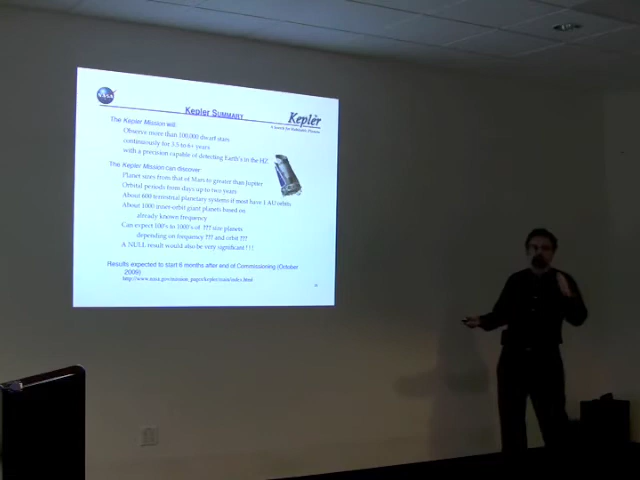 NASA
KEPLER SUMMARY
Kepler
A Search for Habitable Planets
The Kepler Mission will:
Observe more than 100,000 dwarf stars
continuously for 3.5 to 6+ years
with a precision capable of detecting Earth's in the HZ.
The Kepler Mission can discover:
Planet sizes from that of Mars to greater than Jupiter
Orbital periods from days up to two years
About 600 terrestrial planetary systems if most have 1 AU orbits
About 1000 inner-orbit giant planets based on
already known frequency
Can expect 100's to 1000's of ??? size planets
depending on frequency ??? and orbit ???
A NULL result would also be very significant ! ! !
Results expected to start 6 months after end of Commissioning (October
2009)